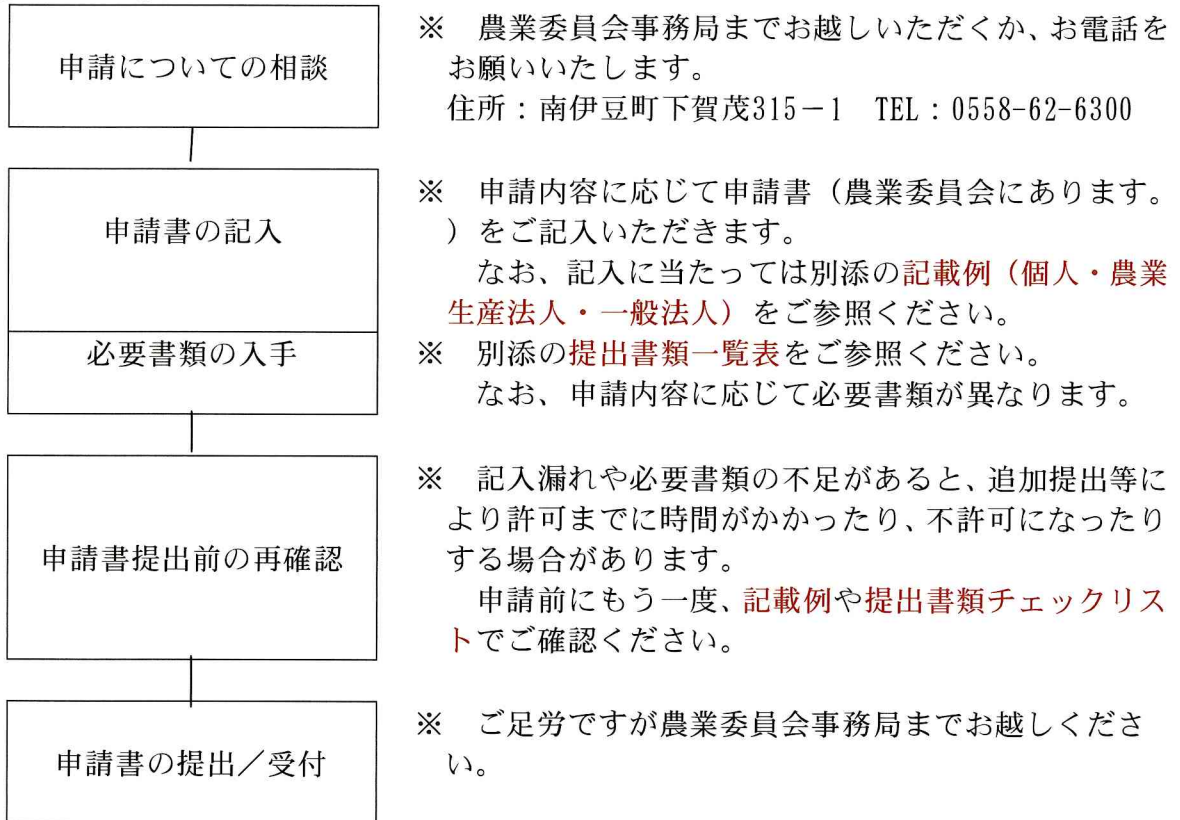 申請についての相談
※　農業委員会事務局までお越しいただくか、お電話を
お願いいたします。
住所：南伊豆町下賀茂315－1　TEL：0558-62-6300
申請書の記入
※　申請内容に応じて申請書（農業委員会にあります。
）をご記入いただきます。
なお、記入に当たっては別添の記載例（個人・農業
生産法人・一般法人）をご参照ください。
必要書類の入手
※　別添の提出書類一覧表をご参照ください。
なお、申請内容に応じて必要書類が異なります。
申請書提出前の再確認
※　記入漏れや必要書類の不足があると、追加提出等に
より許可までに時間がかかったり、不許可になったり
する場合があります。
申請前にもう一度、記載例や提出書類チェックリス
トでご確認ください。
申請書の提出／受付
※　ご足労ですが農業委員会事務局までお越しくださ
い。